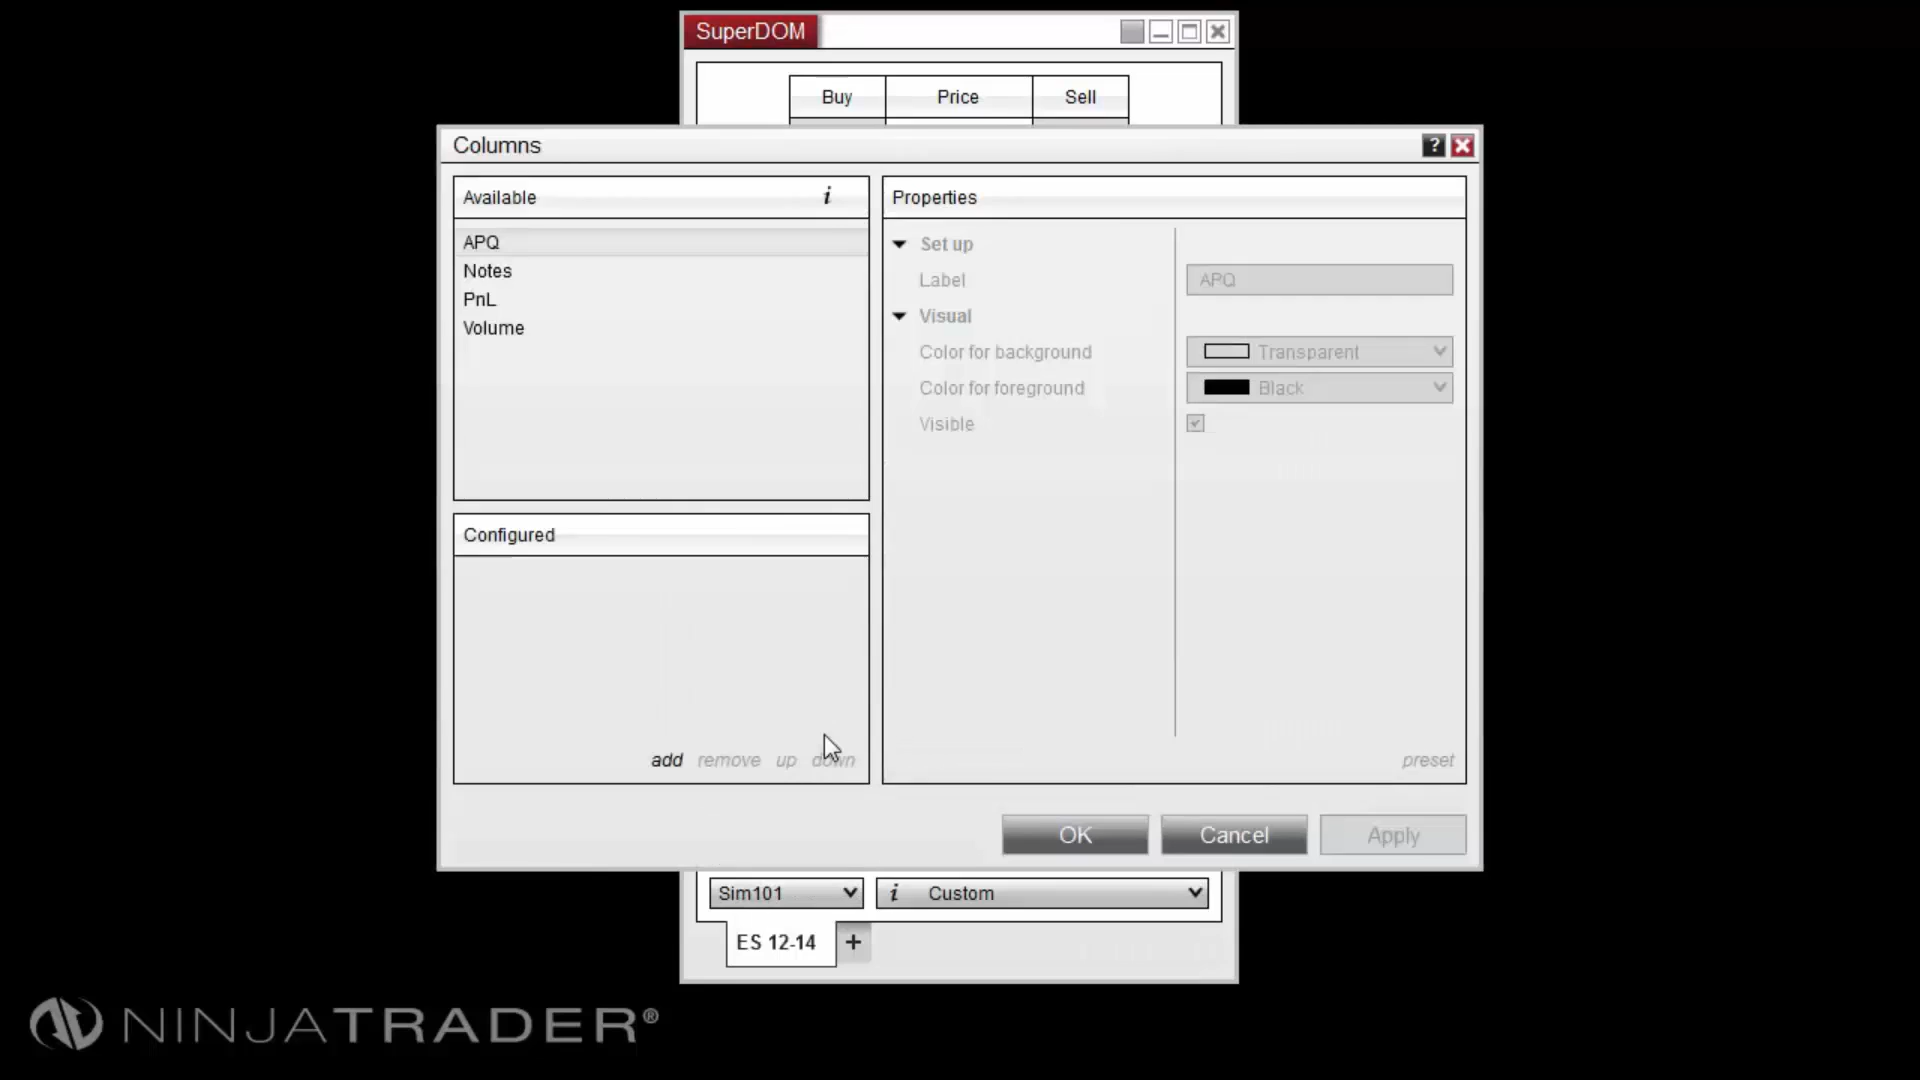 SuperDOM
Buy Price Sell
Columns ?
Available i
APQ
Notes
PnL
Volume
Configured
add remove up down
Properties
Set up
Label APQ
Visual
Color for background Transparent
Color for foreground Black
Visible
preset
OK Cancel Apply
Sim101 i Custom
ES 12-14 +
NINJATRADER®